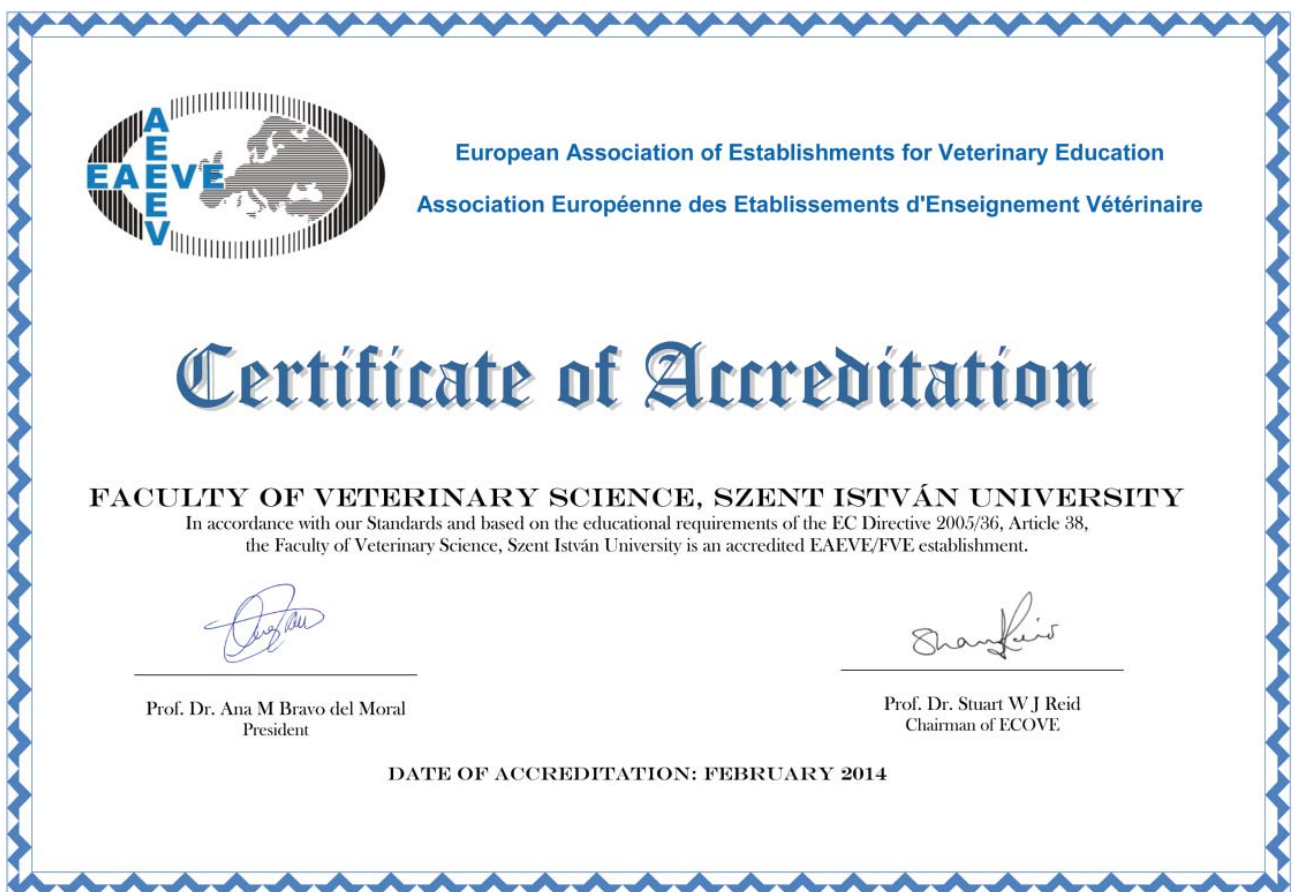 AEEEV
EAEVE
European Association of Establishments for Veterinary Education
Association Européenne des Etablissements d'Enseignement Vétérinaire
Certificate of Accreditation
FACULTY OF VETERINARY SCIENCE, SZENT ISTVÁN UNIVERSITY
In accordance with our Standards and based on the educational requirements of the EC Directive 2005/36, Article 38,
the Faculty of Veterinary Science, Szent István University is an accredited EAEVE/FVE establishment.
Prof. Dr. Ana M Bravo del Moral
President
Prof. Dr. Stuart W J Reid
Chairman of ECOVE
DATE OF ACCREDITATION: FEBRUARY 2014